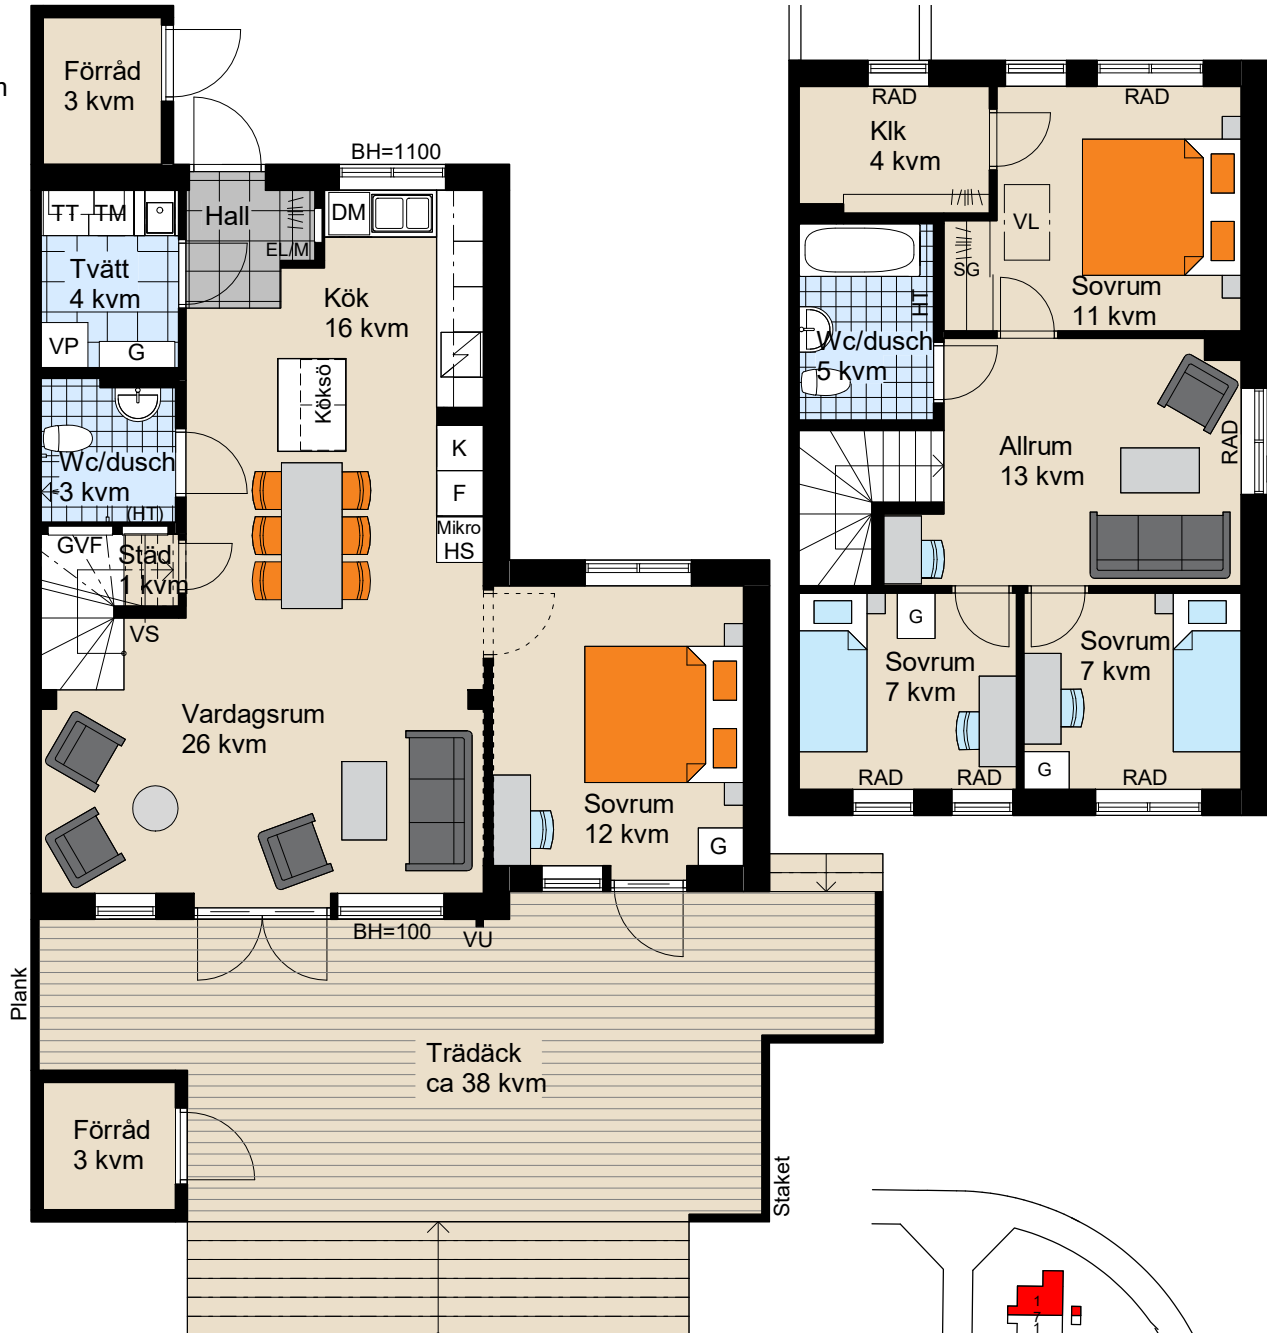 Förråd
3 kvm
m
BH=1100
TT
TM
Hall
DM
EL/M
Tvätt
4 kvm
VP
G
Kök
16 kvm
Köksö
Wc/dusch
3 kvm
(HT)
K
F
Mikro
HS
GVF
Städ
1 kvm
VS
Vardagsrum
26 kvm
Sovrum
12 kvm
G
BH=100
VU
Plank
Trädäck
ca 38 kvm
Förråd
3 kvm
Staket
RAD
RAD
Klk
4 kvm
VL
SG
HT
Sovrum
11 kvm
Wc/dusch
5 kvm
Allrum
13 kvm
RAD
G
Sovrum
7 kvm
Sovrum
7 kvm
G
RAD
RAD
RAD
1
7
1